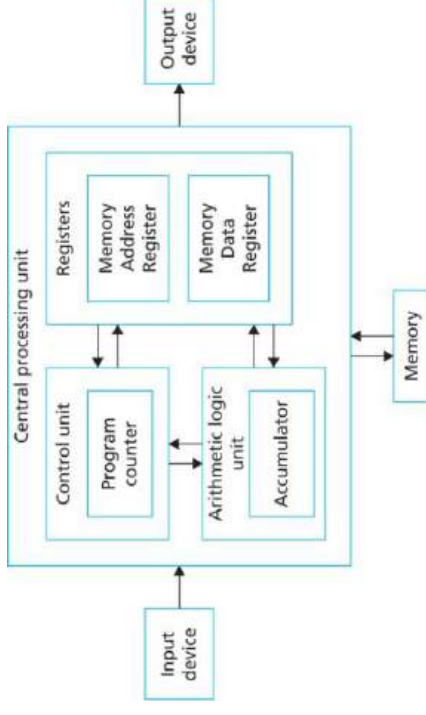 Central processing unit
Control unit
Program
counter
Registers
Memory
Address
Register
Memory
Data
Register
Arithmetic logic
unit
Accumulator
Input
device
Output
device
Memory